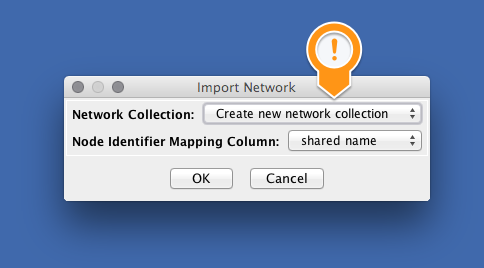 !
Import Network
Network Collection: Create new network collection
Node Identifier Mapping Column: shared name
OK Cancel